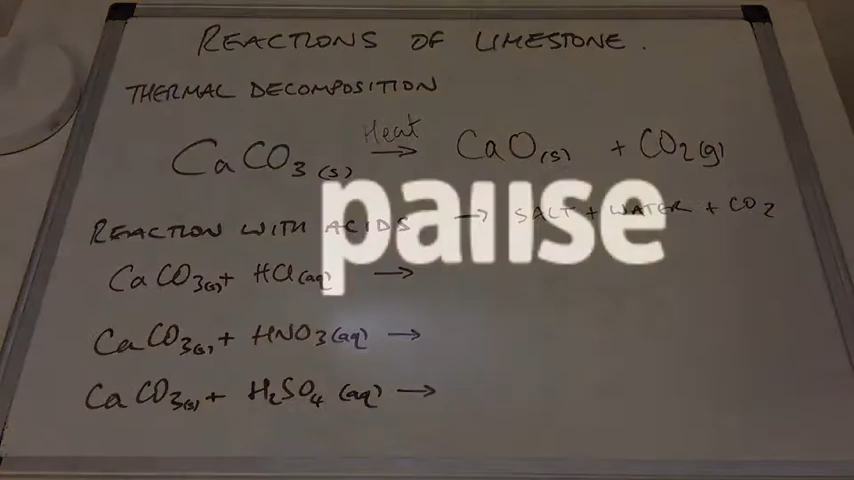 REACTIONS OF LIMESTONE.
THERMAL DECOMPOSITION
CaCO3(s) Heat → CaO(s) + CO2(g)
pause
REACTION WITH ACIDS → SALT + WATER + CO2
CaCO3(s) + HCl(aq) →
CaCO3(s) + HNO3(aq) →
CaCO3(s) + H2SO4(aq) →